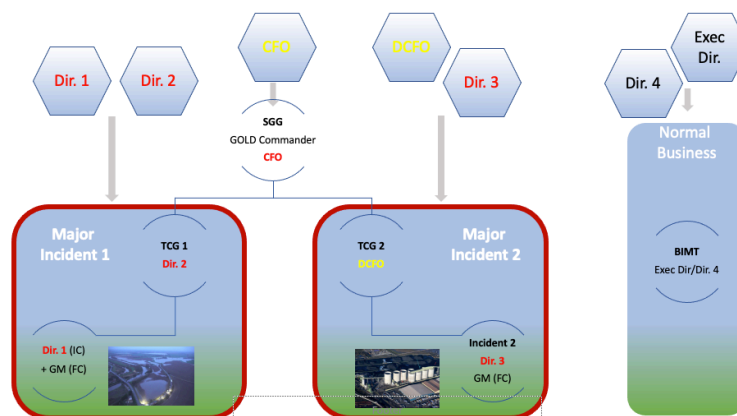 CFO
DCFO
Exec
Dir.
Dir. 1
Dir. 2
Dir. 3
Dir. 4
SGG
GOLD Commander
CFO
Normal
Business
Major
Incident 1
TCG 1
Dir. 2
TCG 2
DCFO
Major
Incident 2
BIMT
Exec Dir/Dir. 4
Dir. 1 (IC)
+ GM (FC)
Incident 2
Dir. 3
GM (FC)